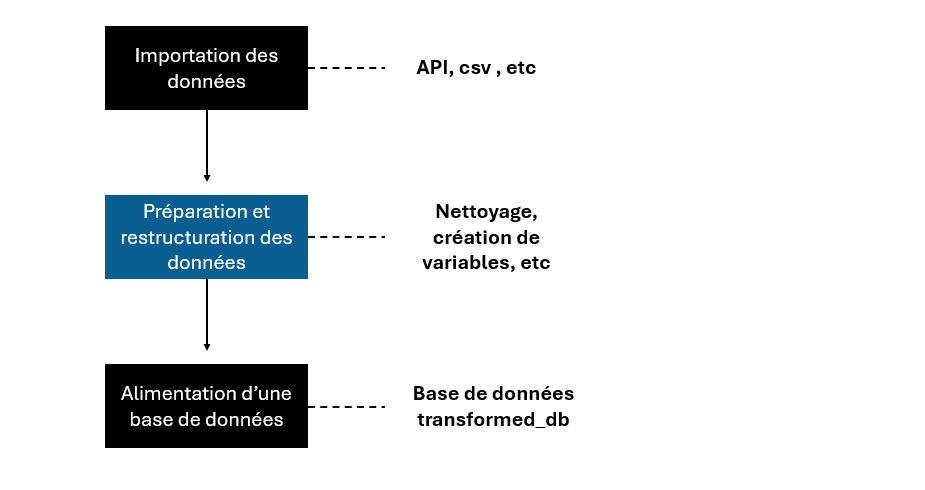 Importation des
données
API, csv , etc
Préparation et
restructuration des
données
Nettoyage,
création de
variables, etc
Alimentation d’une
base de données
Base de données
transformed_db